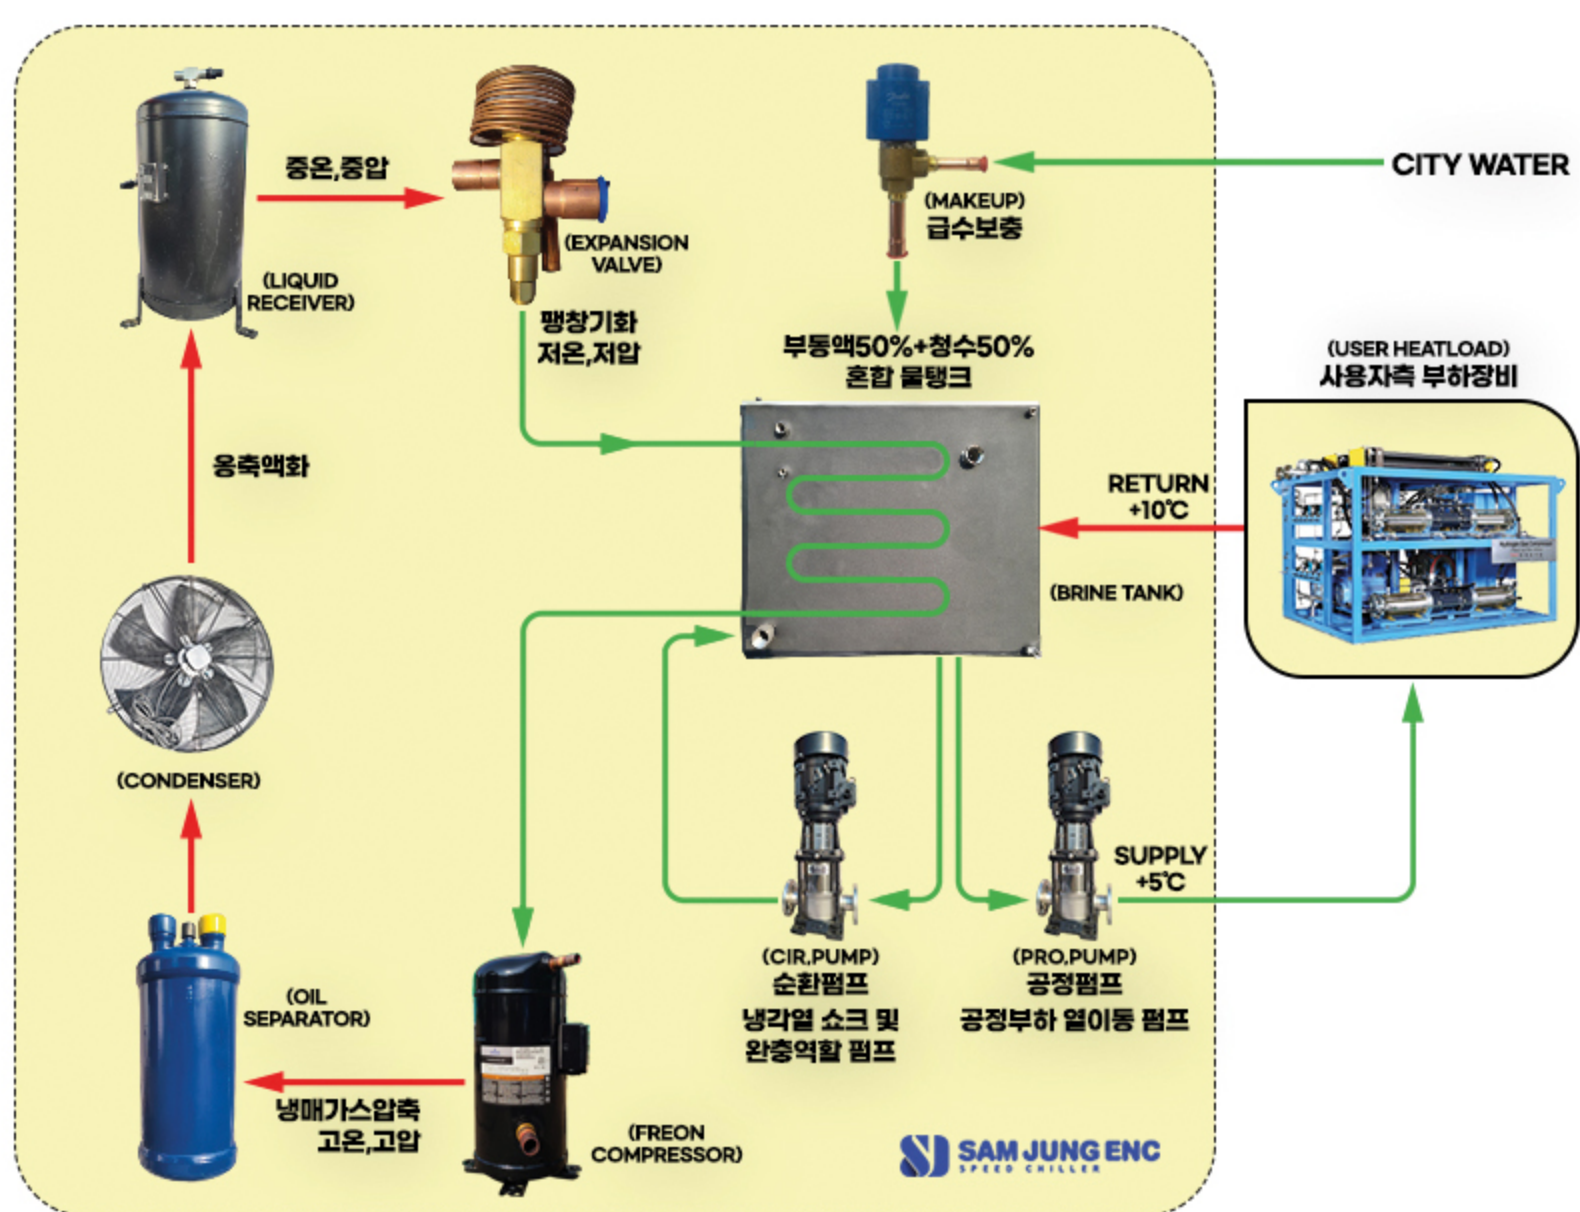 중온,중압
(LIQUID
RECEIVER)
(EXPANSION
VALVE)
팽창기화
저온,저압
(MAKEUP)
급수보충
CITY WATER
부동액50%+청수50%
혼합 물탱크
(USER HEATLOAD)
사용자측 부하장비
응축액화
RETURN
+10℃
(BRINE TANK)
(CONDENSER)
SUPPLY
+5℃
(CIR,PUMP)
순환펌프
냉각열 쇼크 및
완충역할 펌프
(PRO,PUMP)
공정펌프
공정부하 열이동 펌프
(OIL
SEPARATOR)
냉매가스압축
고온,고압
(FREON
COMPRESSOR)
SAM JUNG ENC
SPEED CHILLER